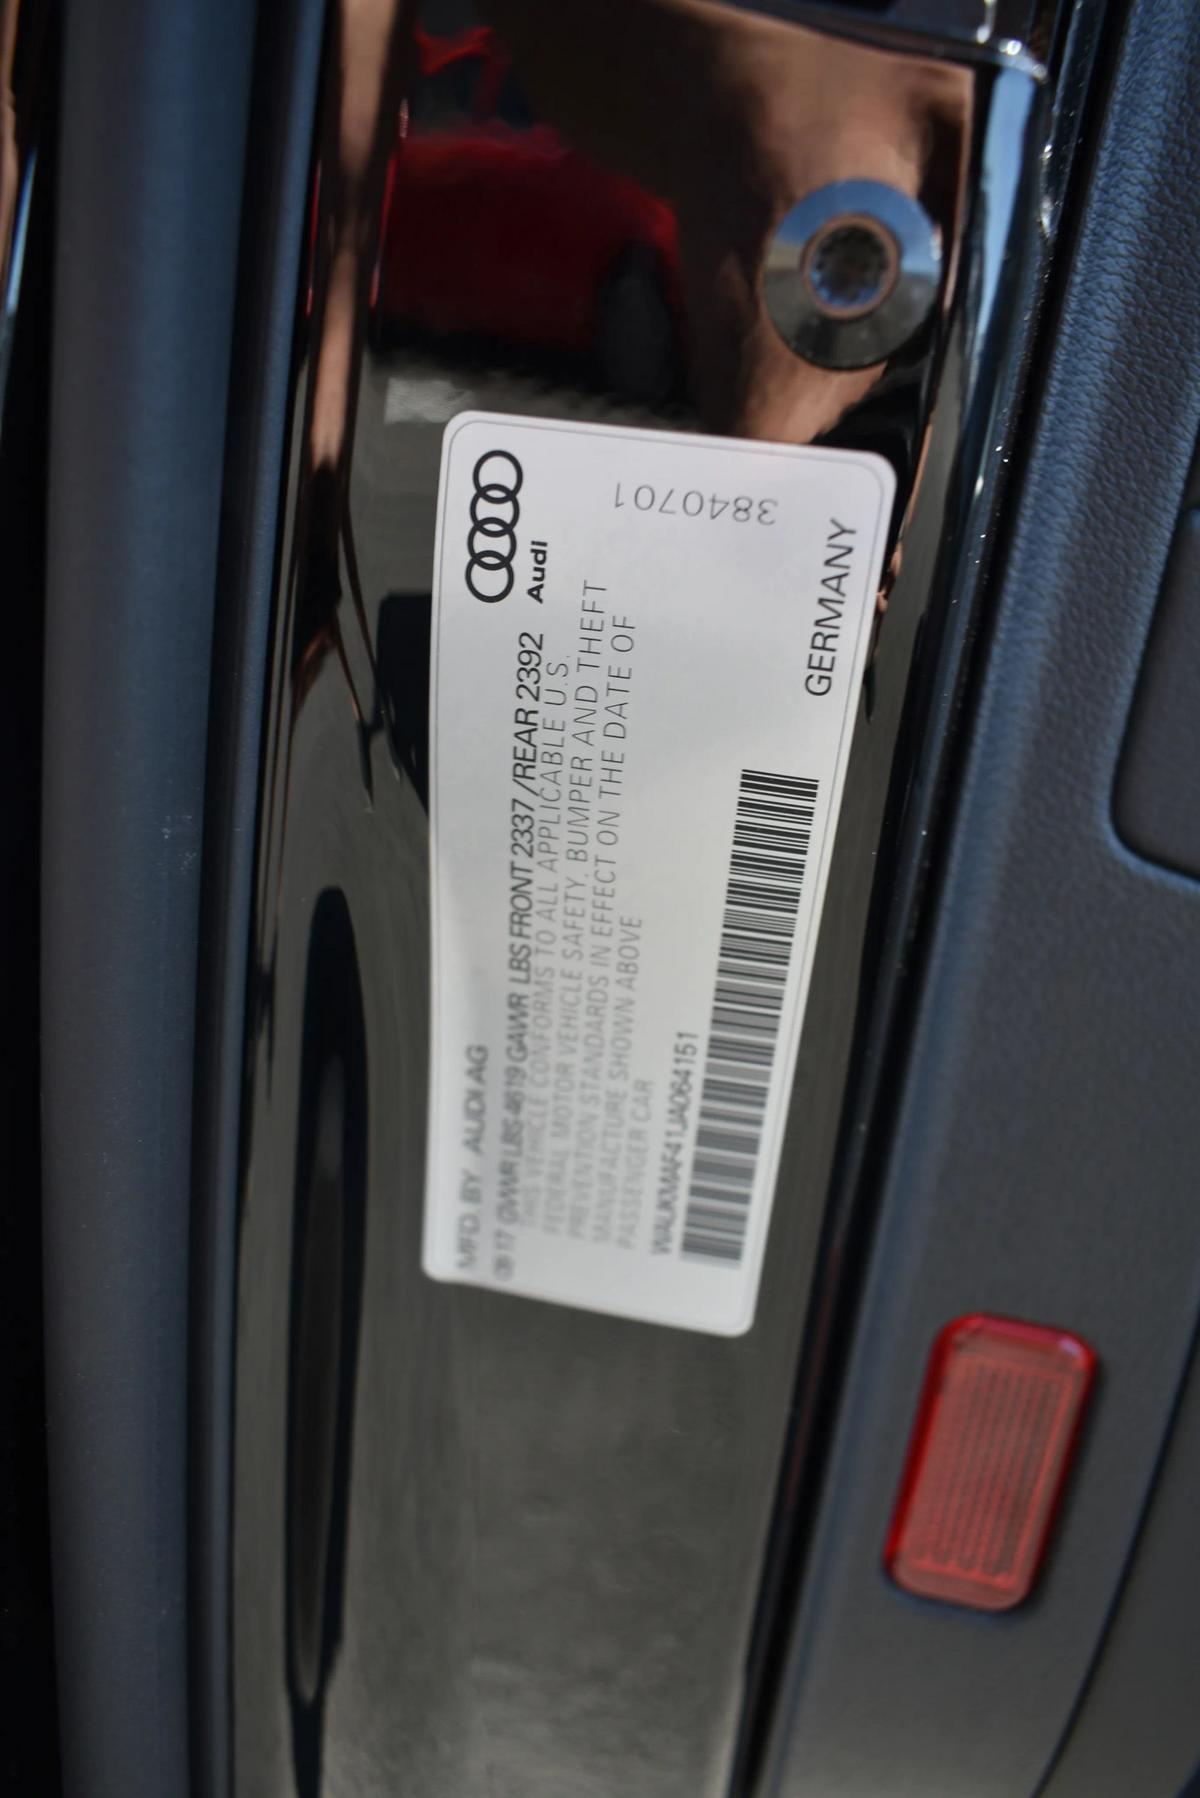 MFD. BY AUDI AG
09 17 GVWR LBS 4619 GAWR LBS FRONT 2337 /REAR 2392
THIS VEHICLE CONFORMS TO ALL APPLICABLE U.S.
FEDERAL MOTOR VEHICLE SAFETY, BUMPER AND THEFT
PREVENTION STANDARDS IN EFFECT ON THE DATE OF
MANUFACTURE SHOWN ABOVE
PASSENGER CAR
WAUKMAF41JA064151
Audi
3840701
GERMANY